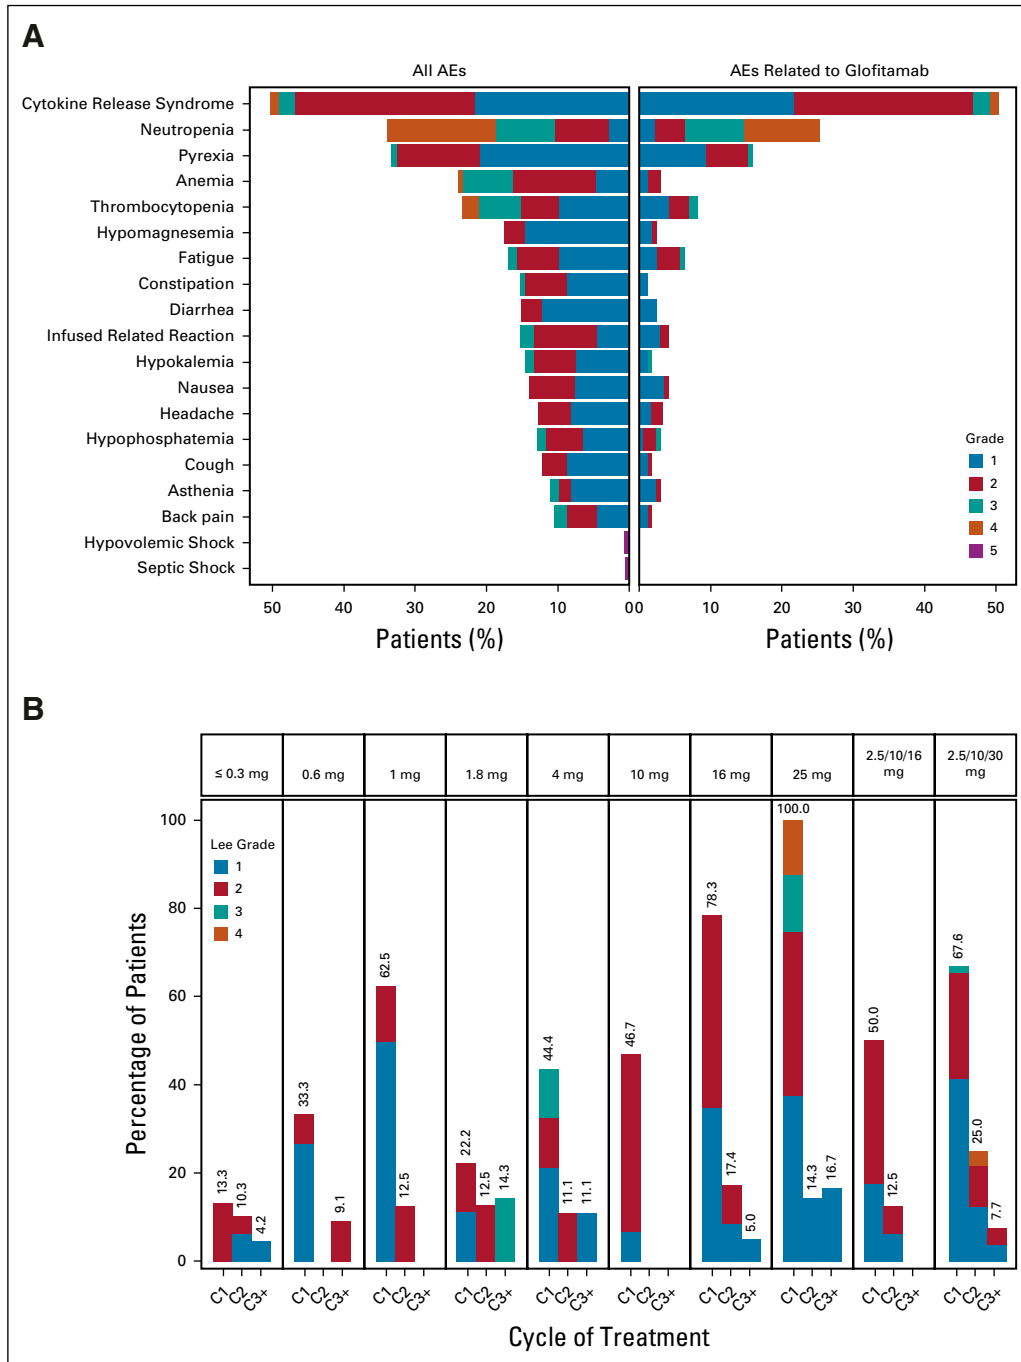 A
All AEs
AEs Related to Glofitamab
Cytokine Release Syndrome
Neutropenia
Pyrexia
Anemia
Thrombocytopenia
Hypomagnesemia
Fatigue
Constipation
Diarrhea
Infused Related Reaction
Hypokalemia
Nausea
Headache
Hypophosphatemia
Cough
Asthenia
Back pain
Hypovolemic Shock
Septic Shock
Grade
1
2
3
4
5
50 40 30 20 10 0 0 10 20 30 40 50
Patients (%)
Patients (%)
B
≤ 0.3 mg
0.6 mg
1 mg
1.8 mg
4 mg
10 mg
16 mg
25 mg
2.5/10/16
mg
2.5/10/30
mg
Percentage of Patients
100
80
60
40
20
0
Lee Grade
1
2
3
4
13.3
10.3
4.2
33.3
9.1
62.5
12.5
22.2
12.5
14.3
44.4
11.1
11.1
46.7
78.3
17.4
5.0
100.0
14.3
16.7
50.0
12.5
67.6
25.0
7.7
C1 C2 C3+
C1 C2 C3+
C1 C2 C3+
C1 C2 C3+
C1 C2 C3+
C1 C2 C3+
C1 C2 C3+
C1 C2 C3+
C1 C2 C3+
C1 C2 C3+
Cycle of Treatment